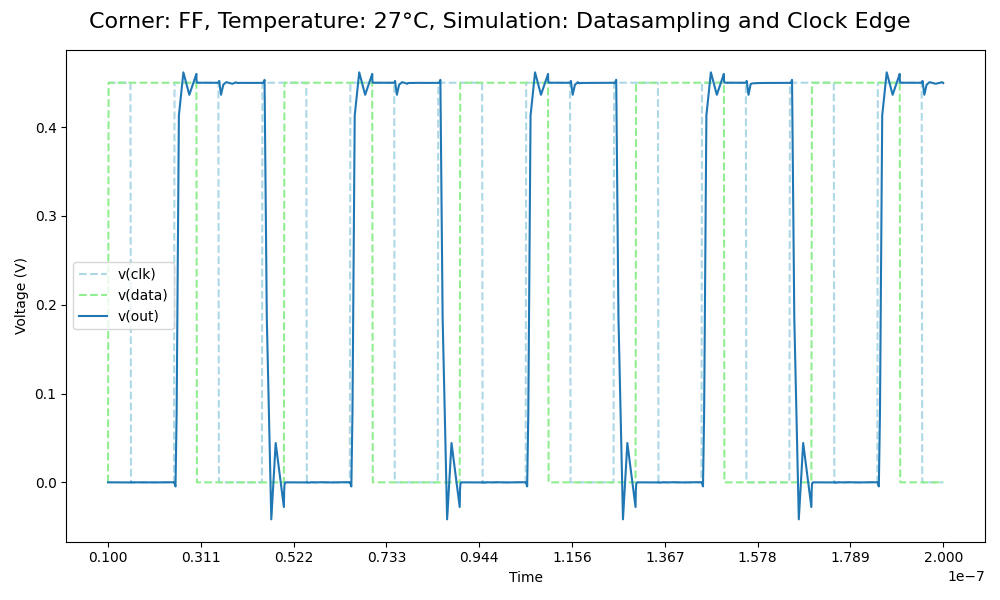 Corner: FF, Temperature: 27°C, Simulation: Datasampling and Clock Edge
Voltage (V)
0.4
0.3
0.2
0.1
0.0
v(clk)
v(data)
v(out)
0.100 0.311 0.522 0.733 0.944 1.156 1.367 1.578 1.789 2.000
Time
1e−7